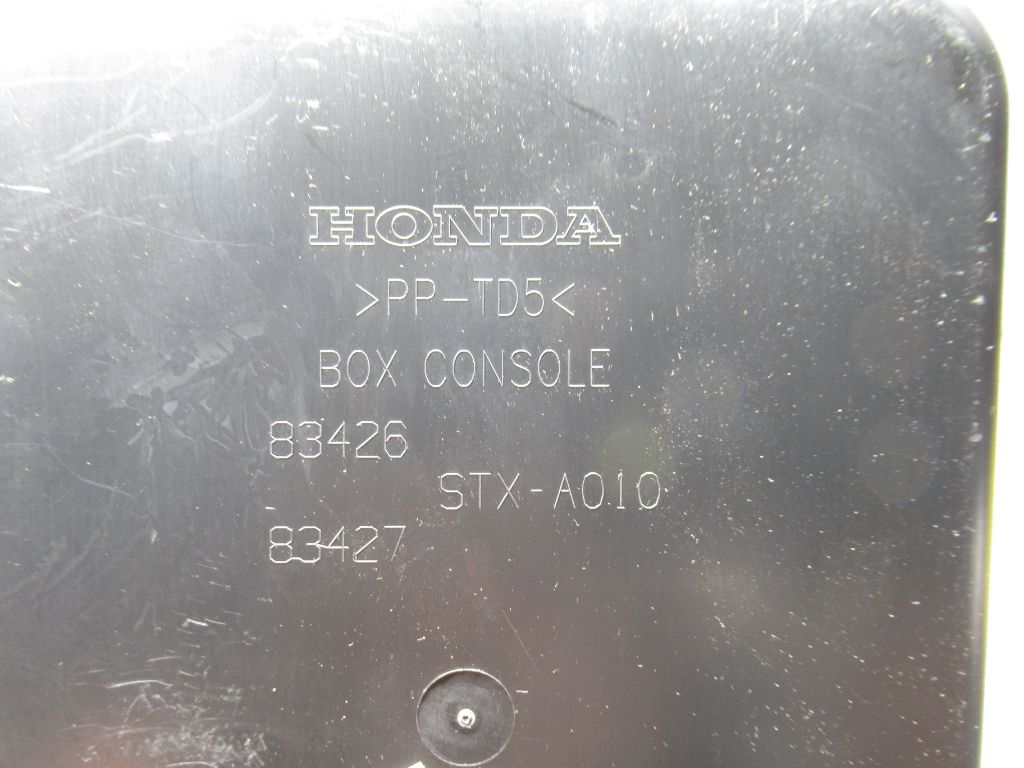 HONDA
>PP-TD5<
BOX CONSOLE
83426
STX-A010
83427